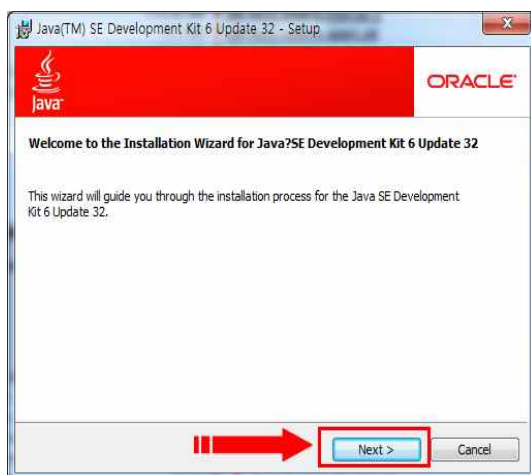 Java(TM) SE Development Kit 6 Update 32 - Setup
Java
ORACLE
Welcome to the Installation Wizard for Java?SE Development Kit 6 Update 32
This wizard will guide you through the installation process for the Java SE Development
Kit 6 Update 32.
Next >
Cancel